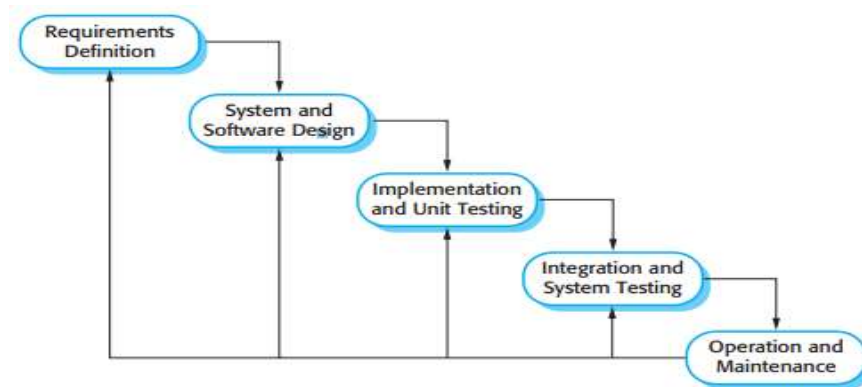 Requirements
Definition
System and
Software Design
Implementation
and Unit Testing
Integration and
System Testing
Operation and
Maintenance